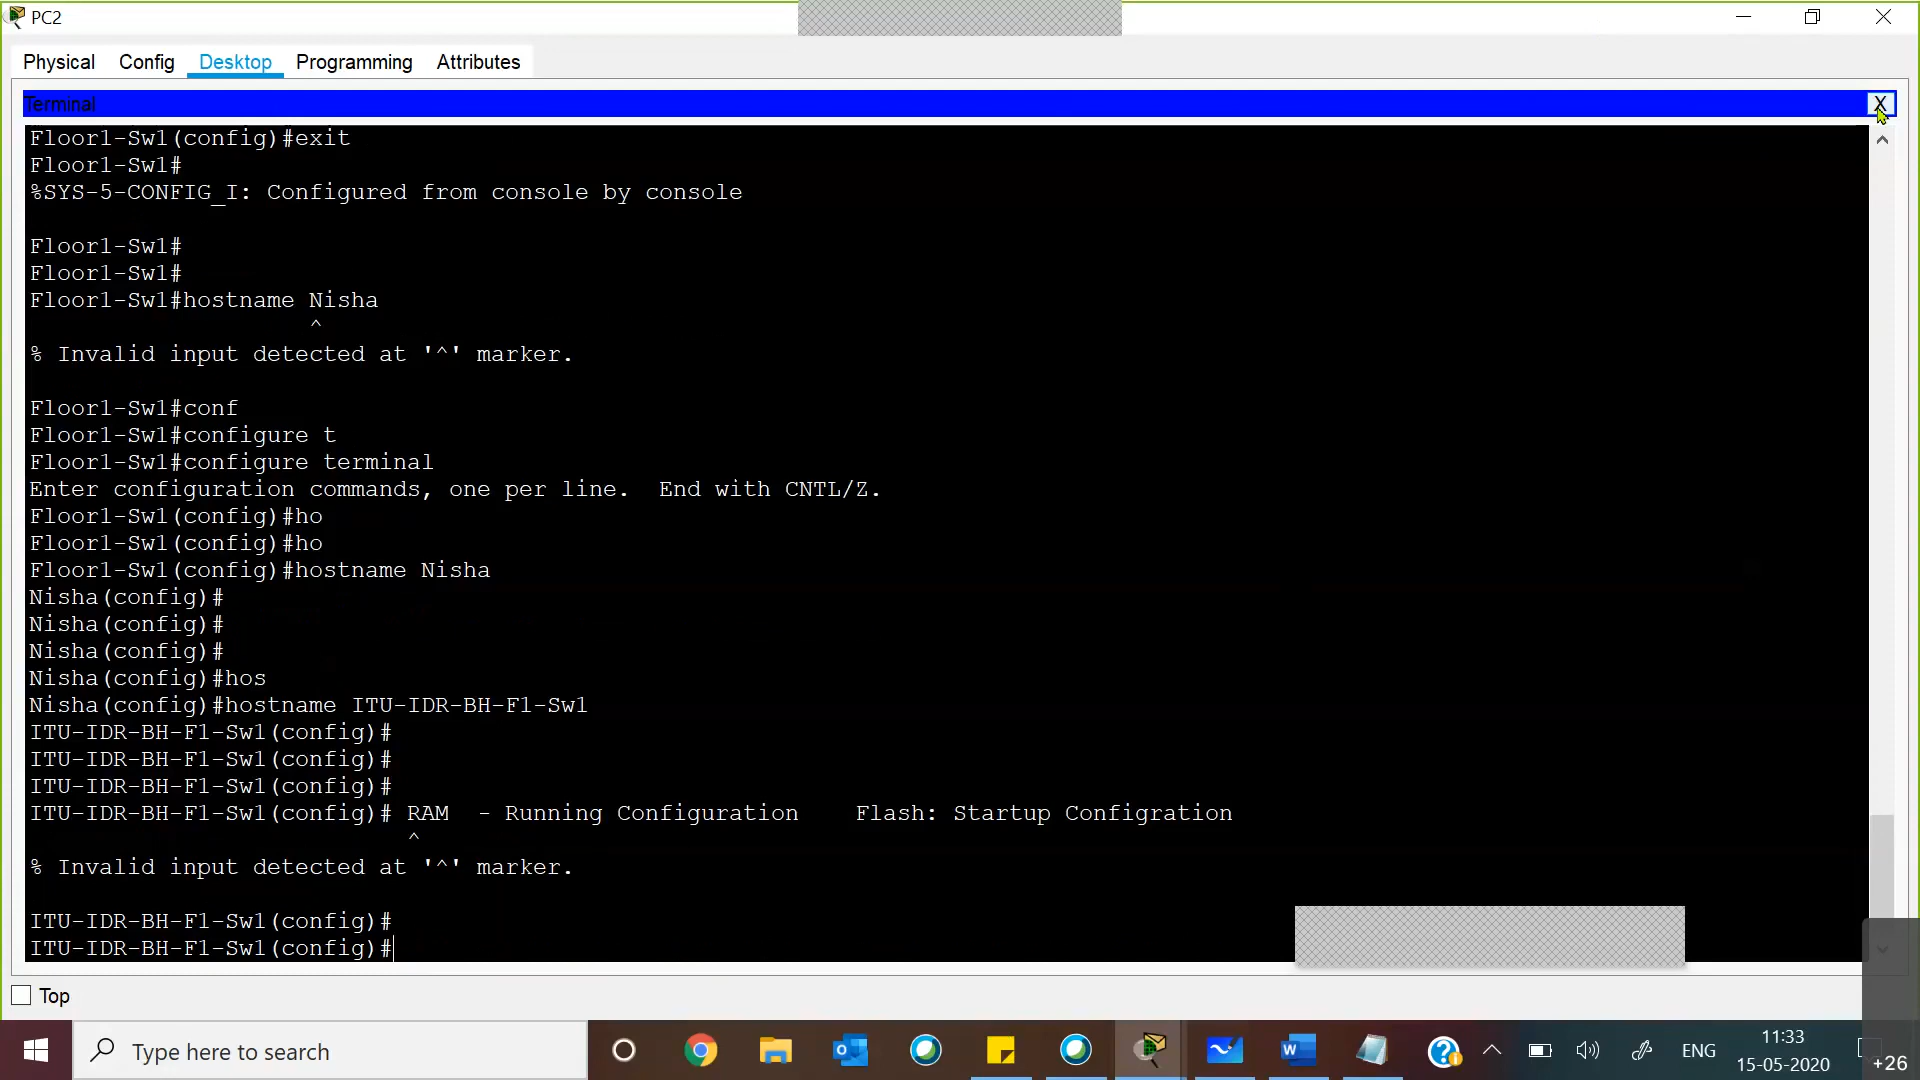 PC2
Physical Config Desktop Programming Attributes
Terminal X
Floor1-Sw1(config)#exit
Floor1-Sw1#
%SYS-5-CONFIG_I: Configured from console by console
Floor1-Sw1#
Floor1-Sw1#
Floor1-Sw1#hostname Nisha
^
% Invalid input detected at '^' marker.
Floor1-Sw1#conf
Floor1-Sw1#configure t
Floor1-Sw1#configure terminal
Enter configuration commands, one per line.  End with CNTL/Z.
Floor1-Sw1(config)#ho
Floor1-Sw1(config)#ho
Floor1-Sw1(config)#hostname Nisha
Nisha(config)#
Nisha(config)#
Nisha(config)#
Nisha(config)#hos
Nisha(config)#hostname ITU-IDR-BH-F1-Sw1
ITU-IDR-BH-F1-Sw1(config)#
ITU-IDR-BH-F1-Sw1(config)#
ITU-IDR-BH-F1-Sw1(config)#
ITU-IDR-BH-F1-Sw1(config)# RAM  - Running Configuration    Flash: Startup Configration
^
% Invalid input detected at '^' marker.
ITU-IDR-BH-F1-Sw1(config)#
ITU-IDR-BH-F1-Sw1(config)#
Top
Type here to search
ENG
11:33
15-05-2020
+26